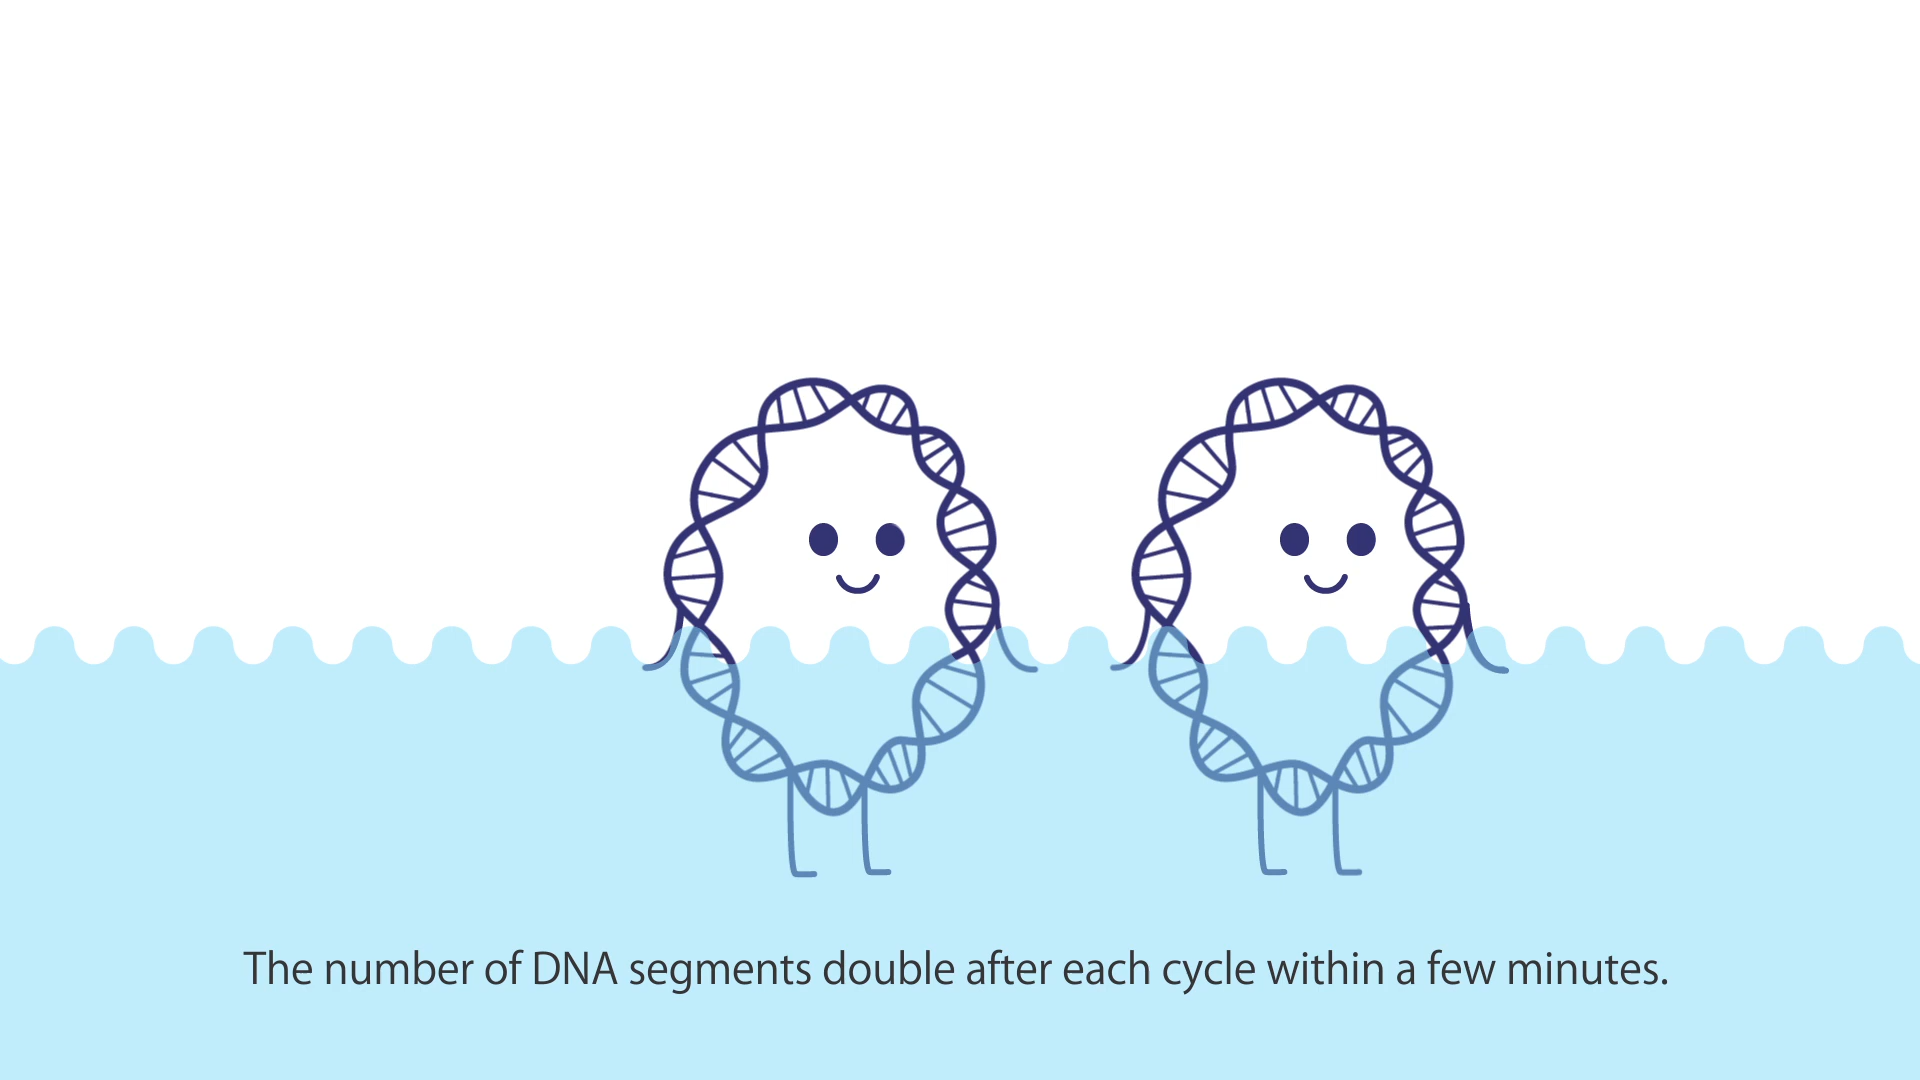 The number of DNA segments double after each cycle within a few minutes.